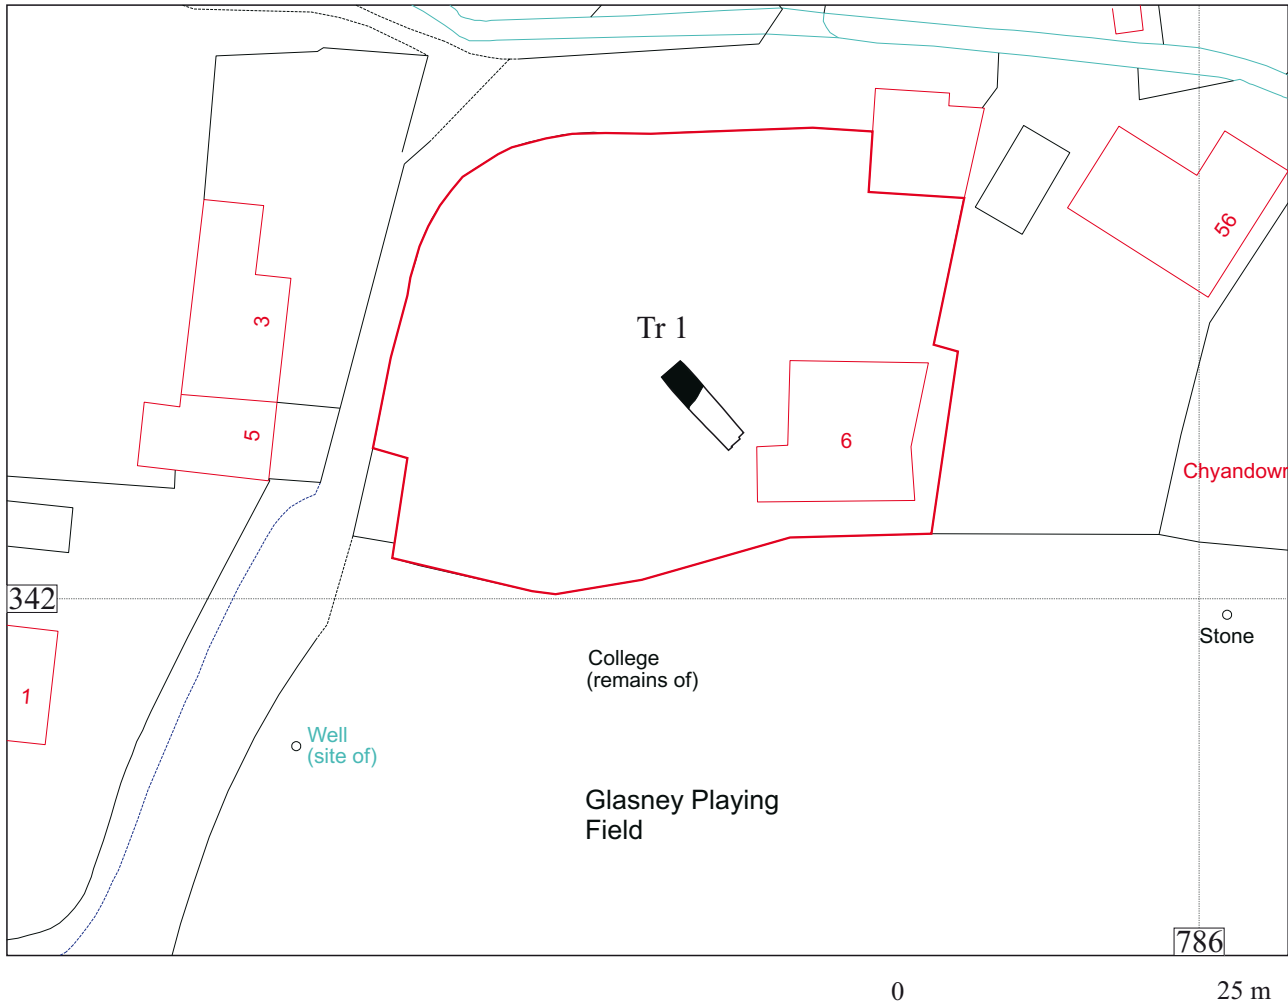 56
3
Tr 1
5
6
Chyandown
342
Stone
College
(remains of)
1
Well
(site of)
Glasney Playing
Field
786
0
25 m